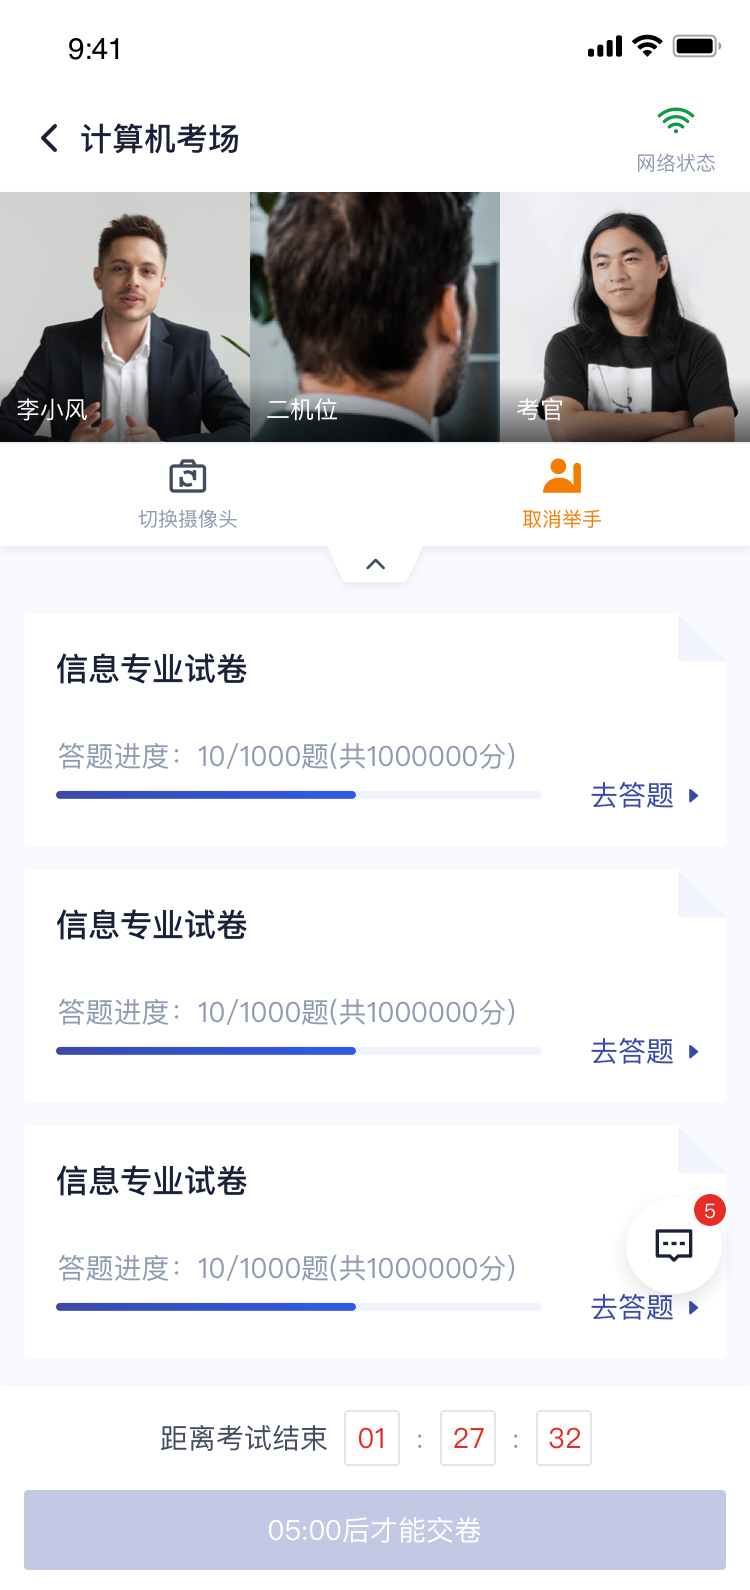 9:41
计算机考场
网络状态
李小风 二机位 考官
切换摄像头 取消举手
信息专业试卷
答题进度：10/1000题(共1000000分)
去答题
信息专业试卷
答题进度：10/1000题(共1000000分)
去答题
信息专业试卷
5
答题进度：10/1000题(共1000000分)
去答题
距离考试结束 01 : 27 : 32
05:00后才能交卷